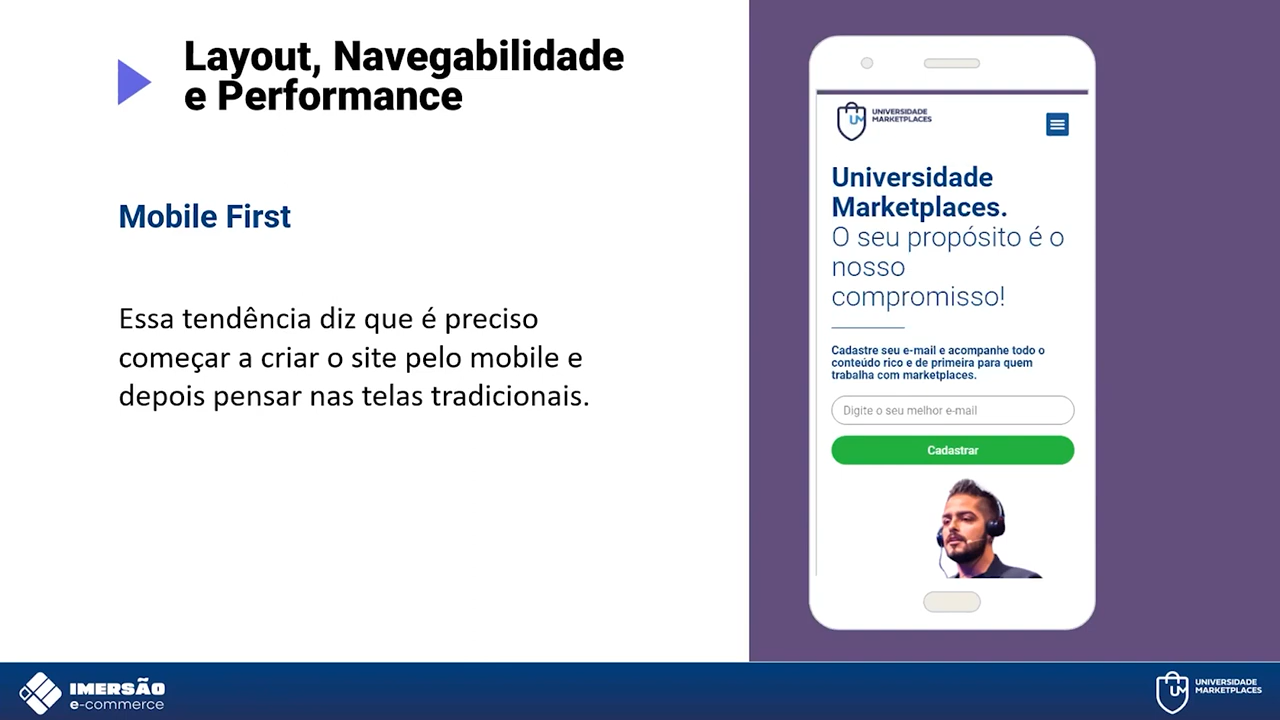 Layout, Navegabilidade
e Performance
Mobile First
Essa tendência diz que é preciso
começar a criar o site pelo mobile e
depois pensar nas telas tradicionais.
UM
UNIVERSIDADE
MARKETPLACES
Universidade
Marketplaces.
O seu propósito é o
nosso
compromisso!
Cadastre seu e-mail e acompanhe todo o
conteúdo rico e de primeira para quem
trabalha com marketplaces.
Digite o seu melhor e-mail
Cadastrar
IMERSÃO
e-commerce
UM
UNIVERSIDADE
MARKETPLACES